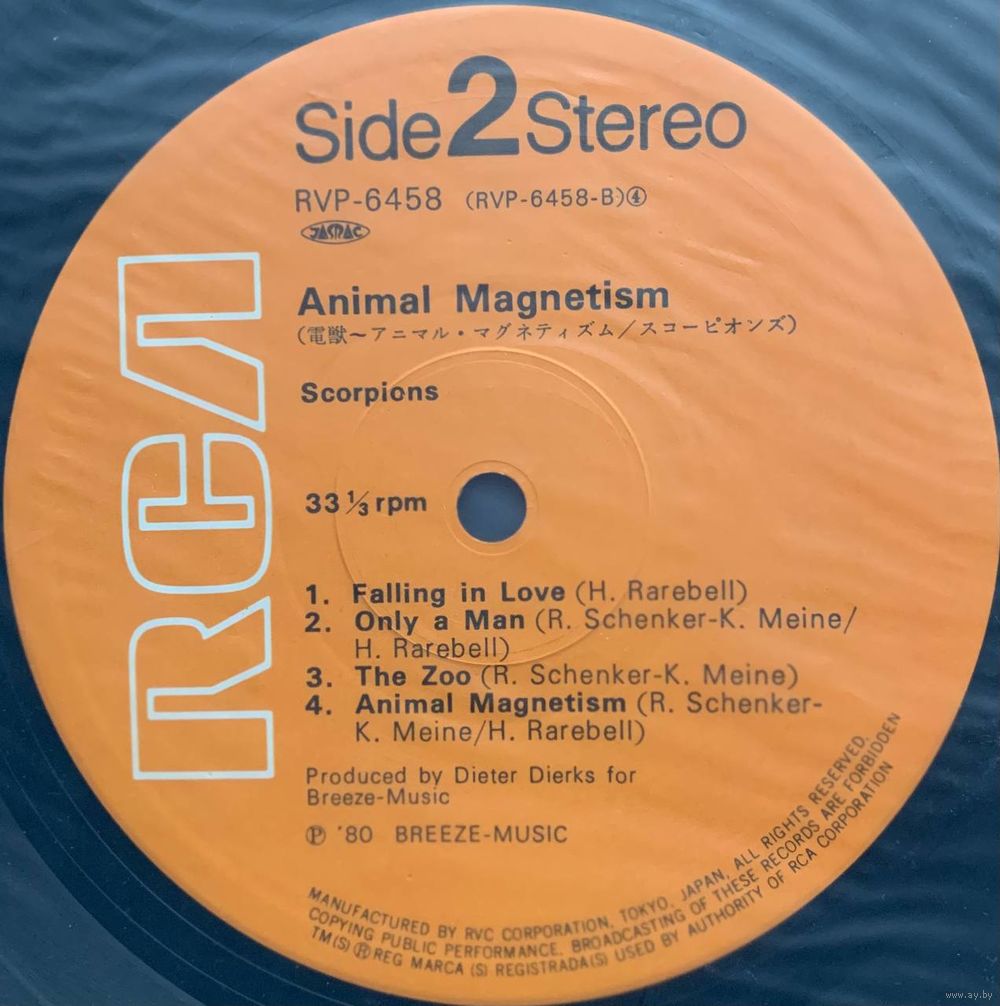 Side 2 Stereo
RVP-6458 (RVP-6458-B)④
JASRAC
Animal Magnetism
(電獣〜アニマル・マグネティズム／スコーピオンズ)
Scorpions
33 1/3 rpm
1. Falling in Love (H. Rarebell)
2. Only a Man (R. Schenker-K. Meine/
H. Rarebell)
3. The Zoo (R. Schenker-K. Meine)
4. Animal Magnetism (R. Schenker-
K. Meine/H. Rarebell)
Produced by Dieter Dierks for
Breeze-Music
℗ '80 BREEZE-MUSIC
MANUFACTURED BY RVC CORPORATION, TOKYO, JAPAN, ALL RIGHTS RESERVED.
COPYING PUBLIC PERFORMANCE, BROADCASTING OF THESE RECORDS ARE FORBIDDEN
TM(S) ® REG MARCA (S) REGISTRADA(S) USED BY AUTHORITY OF RCA CORPORATION
RCA
www.ay.by